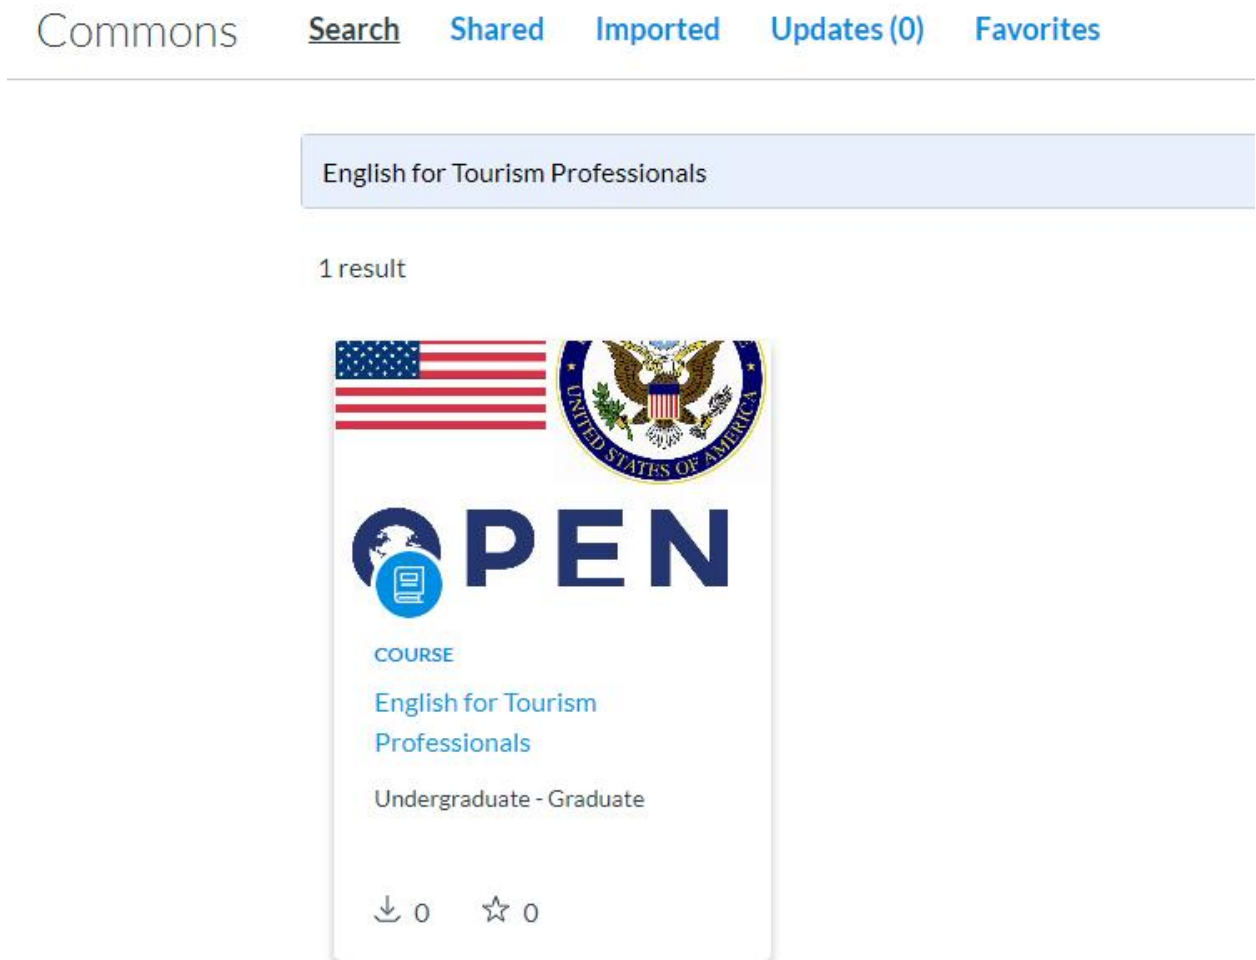 Commons Search Shared Imported Updates (0) Favorites
English for Tourism Professionals
1 result
UNITED STATES OF AMERICA
OPEN
COURSE
English for Tourism
Professionals
Undergraduate - Graduate
0 0